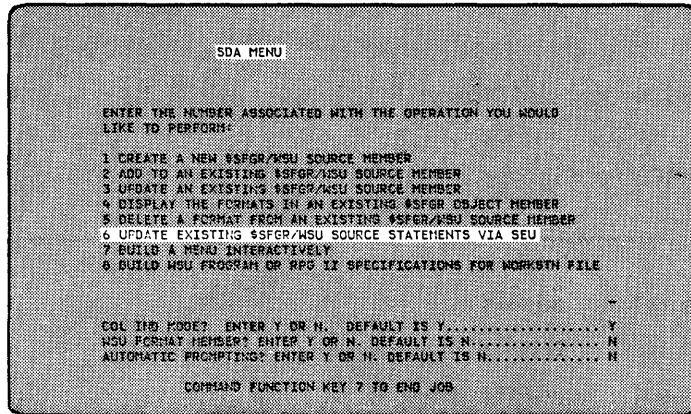 SDA MENU
ENTER THE NUMBER ASSOCIATED WITH THE OPERATION YOU WOULD
LIKE TO PERFORM:
1 CREATE A NEW $SFGR/WSU SOURCE MEMBER
2 ADD TO AN EXISTING $SFGR/WSU SOURCE MEMBER
3 UPDATE AN EXISTING $SFGR/WSU SOURCE MEMBER
4 DISPLAY THE FORMATS IN AN EXISTING $SFGR OBJECT MEMBER
5 DELETE A FORMAT FROM AN EXISTING $SFGR/WSU SOURCE MEMBER
6 UPDATE EXISTING $SFGR/WSU SOURCE STATEMENTS VIA SEU
7 BUILD A MENU INTERACTIVELY
8 BUILD WSU PROGRAM OR RPG II SPECIFICATIONS FOR WORKSTN FILE
COL IND MODE? ENTER Y OR N. DEFAULT IS Y................... Y
WSU FORMAT MEMBER? ENTER Y OR N. DEFAULT IS N.............. N
AUTOMATIC PROMPTING? ENTER Y OR N. DEFAULT IS N............ N
COMMAND FUNCTION KEY 7 TO END JOB